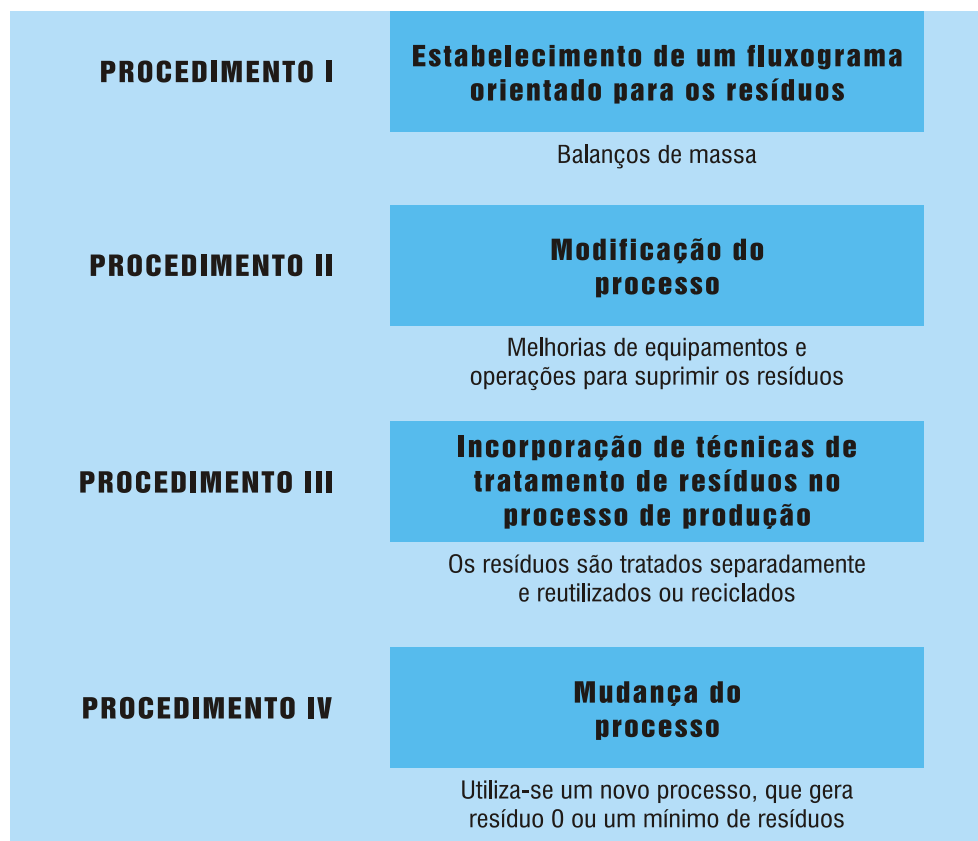 PROCEDIMENTO I
Estabelecimento de um fluxograma
orientado para os resíduos
Balanços de massa
PROCEDIMENTO II
Modificação do
processo
Melhorias de equipamentos e
operações para suprimir os resíduos
PROCEDIMENTO III
Incorporação de técnicas de
tratamento de resíduos no
processo de produção
Os resíduos são tratados separadamente
e reutilizados ou reciclados
PROCEDIMENTO IV
Mudança do
processo
Utiliza-se um novo processo, que gera
resíduo 0 ou um mínimo de resíduos